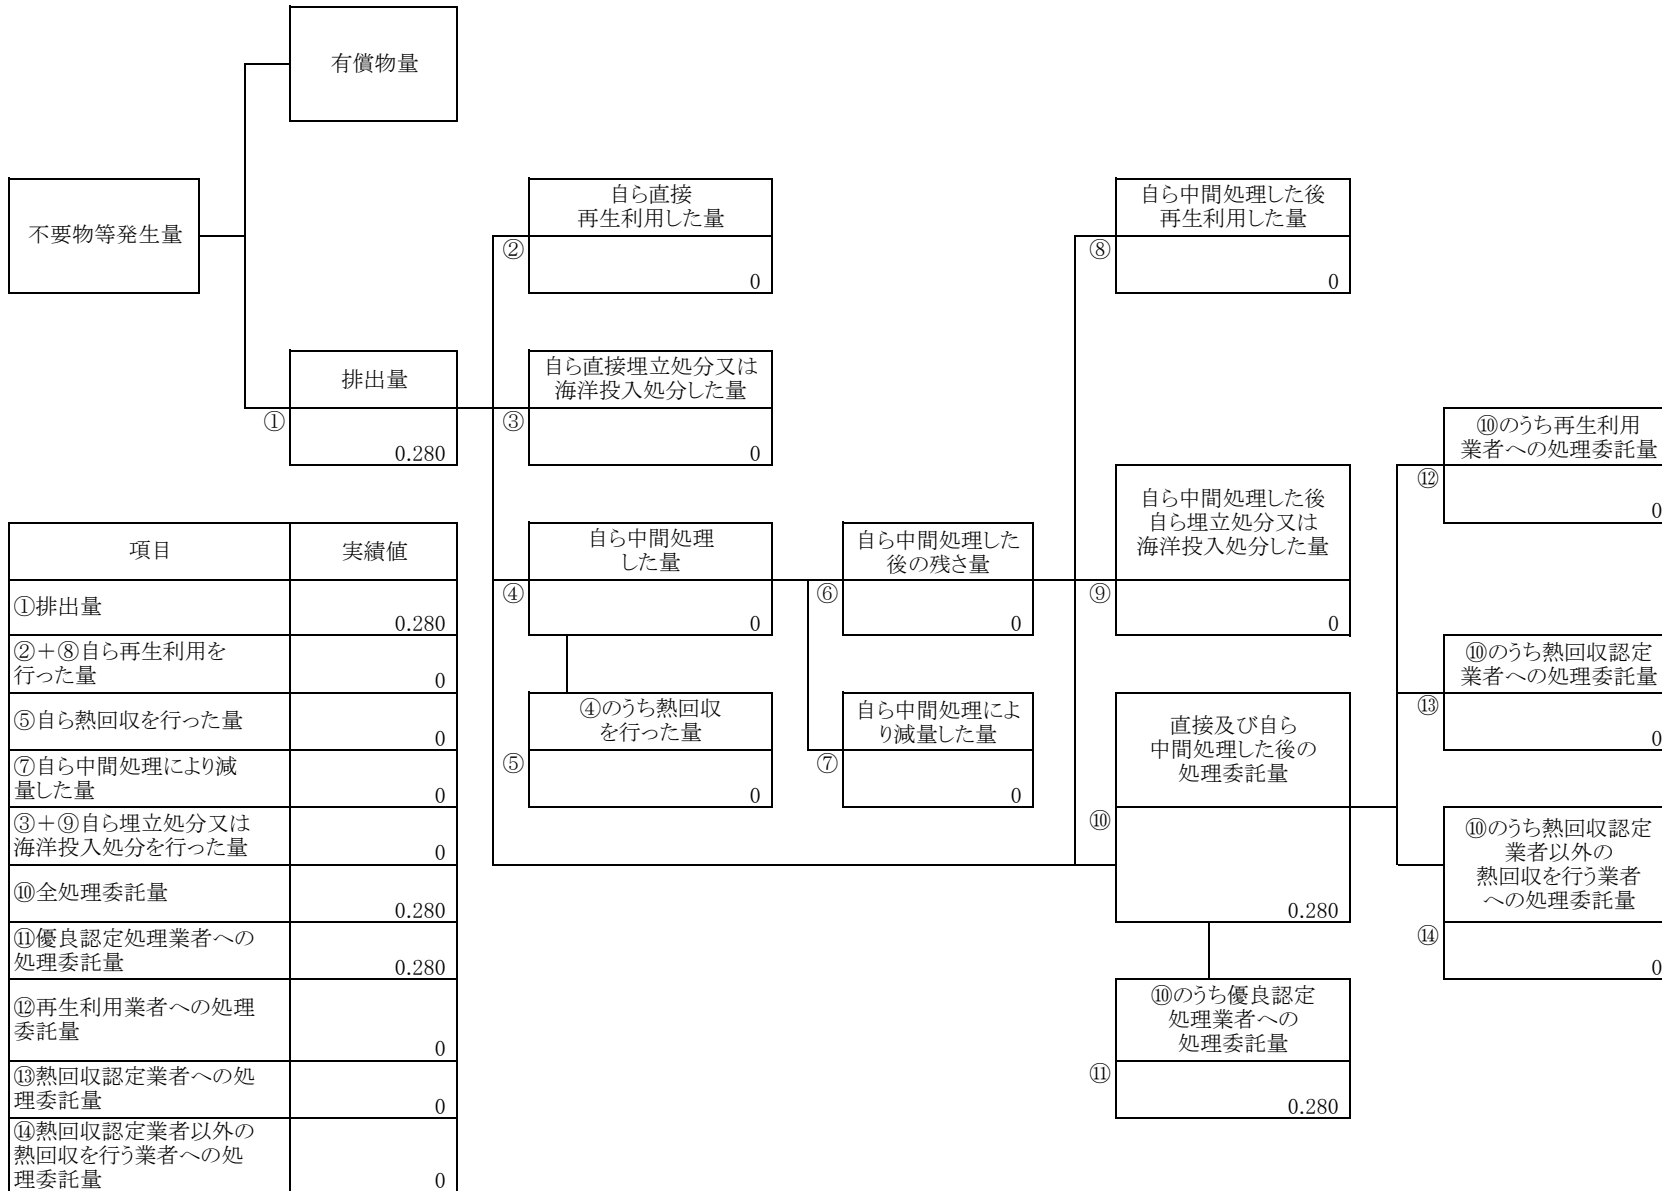 有償物量
不要物等発生量
自ら直接
再生利用した量
②
0
自ら中間処理した後
再生利用した量
⑧
0
排出量
①
0.280
自ら直接埋立処分又は
海洋投入処分した量
③
0
⑩のうち再生利用
業者への処理委託量
⑫
0
自ら中間処理した後
自ら埋立処分又は
海洋投入処分した量
⑨
0
自ら中間処理
した量
④
0
自ら中間処理した
後の残さ量
⑥
0
⑩のうち熱回収認定
業者への処理委託量
⑬
0
④のうち熱回収
を行った量
⑤
0
自ら中間処理によ
り減量した量
⑦
0
直接及び自ら
中間処理した後の
処理委託量
⑩
0.280
⑩のうち熱回収認定
業者以外の
熱回収を行う業者
への処理委託量
⑭
0
⑩のうち優良認定
処理業者への
処理委託量
⑪
0.280
項目 実績値
①排出量
0.280
②+⑧自ら再生利用を
行った量
0
⑤自ら熱回収を行った量
0
⑦自ら中間処理により減
量した量
0
③+⑨自ら埋立処分又は
海洋投入処分を行った量
0
⑩全処理委託量
0.280
⑪優良認定処理業者への
処理委託量
0.280
⑫再生利用業者への処理
委託量
0
⑬熱回収認定業者への処
理委託量
0
⑭熱回収認定業者以外の
熱回収を行う業者への処
理委託量
0